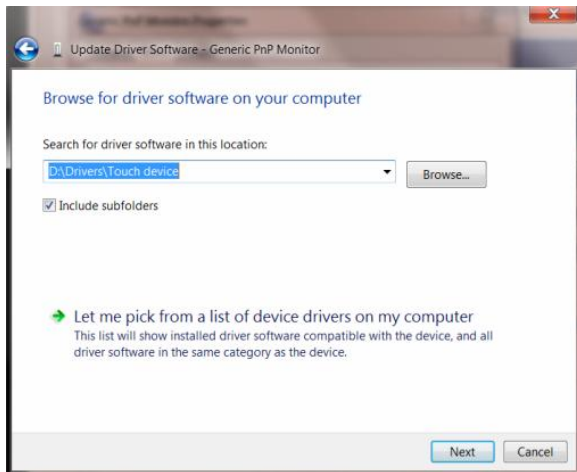 Update Driver Software - Generic PnP Monitor
Browse for driver software on your computer
Search for driver software in this location:
D:\Drivers\Touch device
Browse...
Include subfolders
Let me pick from a list of device drivers on my computer
This list will show installed driver software compatible with the device, and all
driver software in the same category as the device.
Next
Cancel